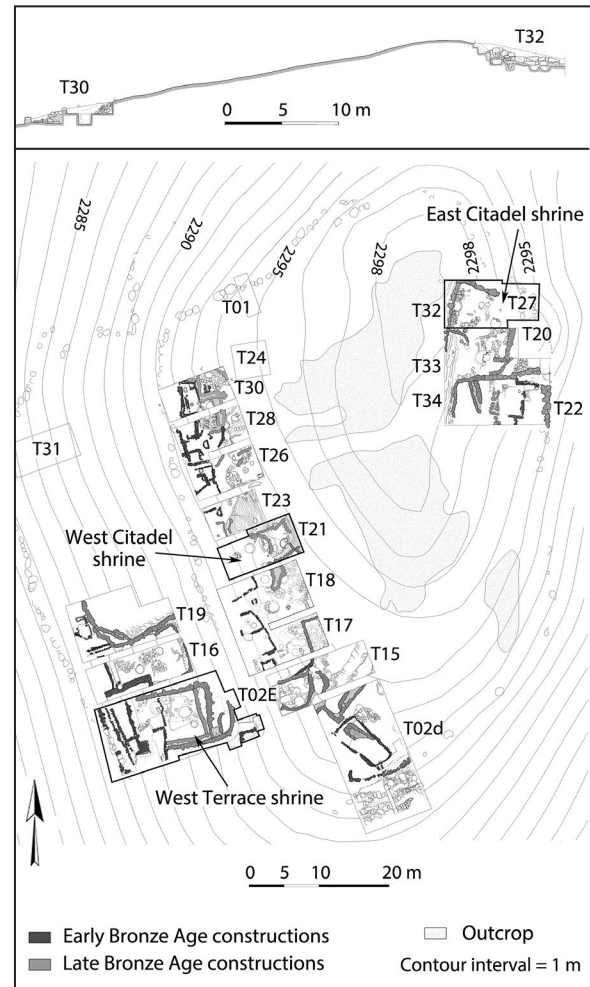 T32
T30
0 5 10 m
2285
2290
2295
2298
2298
2295
East Citadel shrine
T01
T32
T27
T20
T24
T33
T30
T34
T22
T28
T31
T26
T23
West Citadel
shrine
T21
T18
T19
T17
T16
T15
T02E
T02d
West Terrace shrine
0 5 10 20 m
Early Bronze Age constructions
Late Bronze Age constructions
Outcrop
Contour interval = 1 m